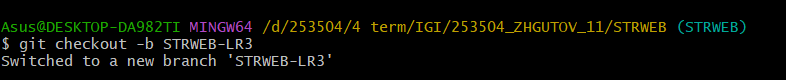 Asus@DESKTOP-DA982TI MINGW64 /d/253504/4 term/IGI/253504_ZHGUTOV_11/STRWEB (STRWEB)
$ git checkout -b STRWEB-LR3
Switched to a new branch 'STRWEB-LR3'